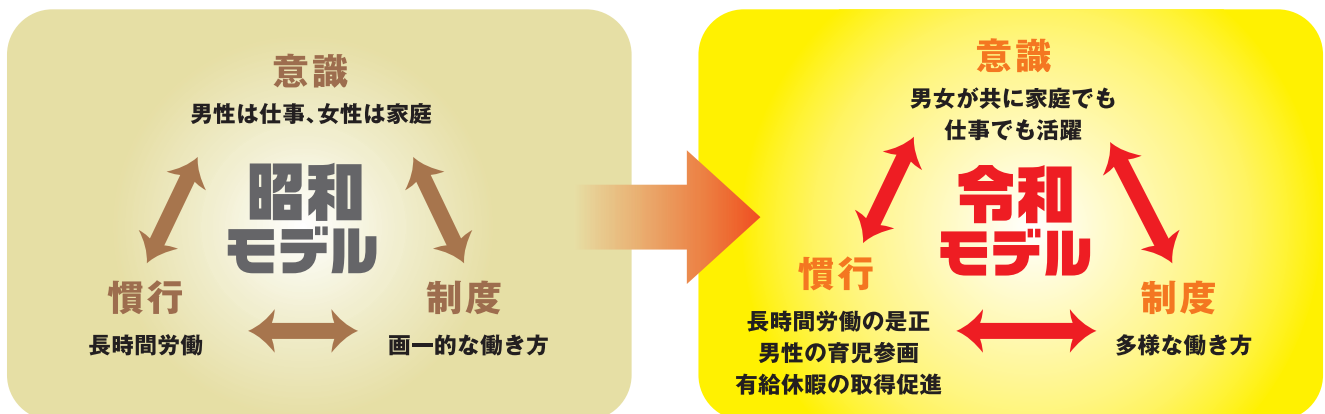 意識
男性は仕事、女性は家庭
昭和
モデル
慣行
長時間労働
制度
画一的な働き方
意識
男女が共に家庭でも
仕事でも活躍
令和
モデル
慣行
長時間労働の是正
男性の育児参画
有給休暇の取得促進
制度
多様な働き方